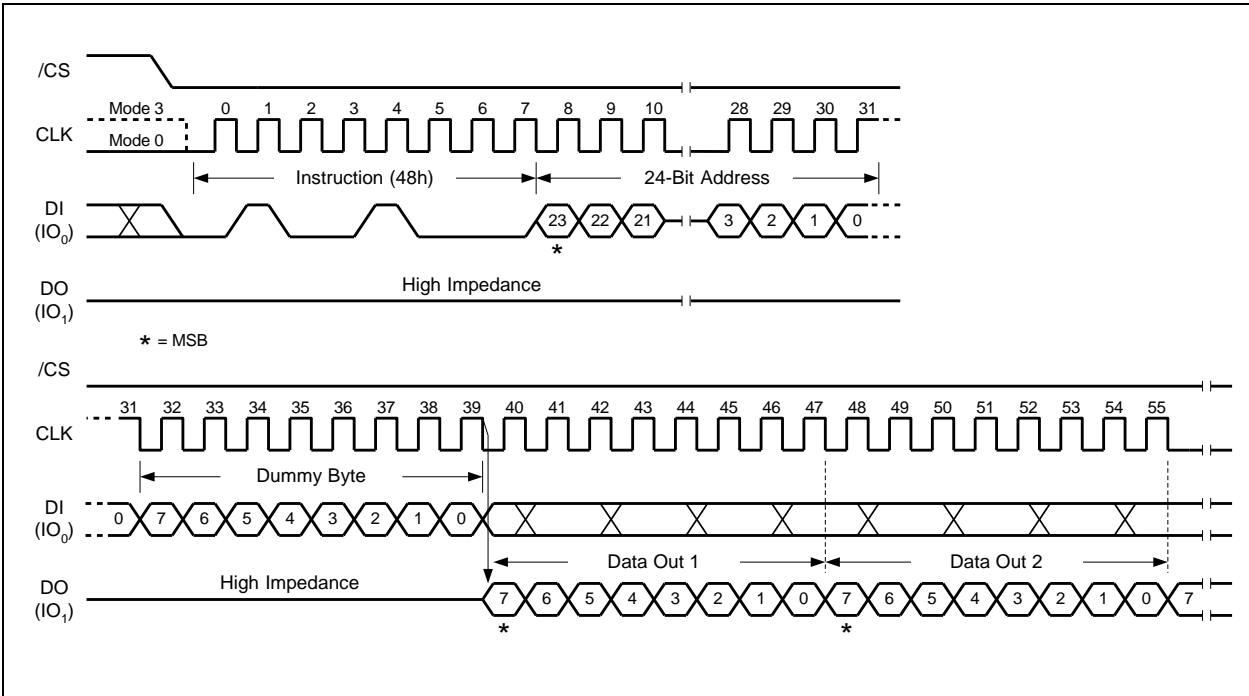 /CS
Mode 3 0 1 2 3 4 5 6 7 8 9 10 28 29 30 31
CLK
Mode 0
Instruction (48h) 24-Bit Address
DI
(IO0) 23 22 21 3 2 1 0
*
DO High Impedance
(IO1)
* = MSB
/CS
31 32 33 34 35 36 37 38 39 40 41 42 43 44 45 46 47 48 49 50 51 52 53 54 55
CLK
Dummy Byte
DI
(IO0) 0 7 6 5 4 3 2 1 0
Data Out 1 Data Out 2
DO High Impedance
(IO1) 7 6 5 4 3 2 1 0 7 6 5 4 3 2 1 0 7
* *